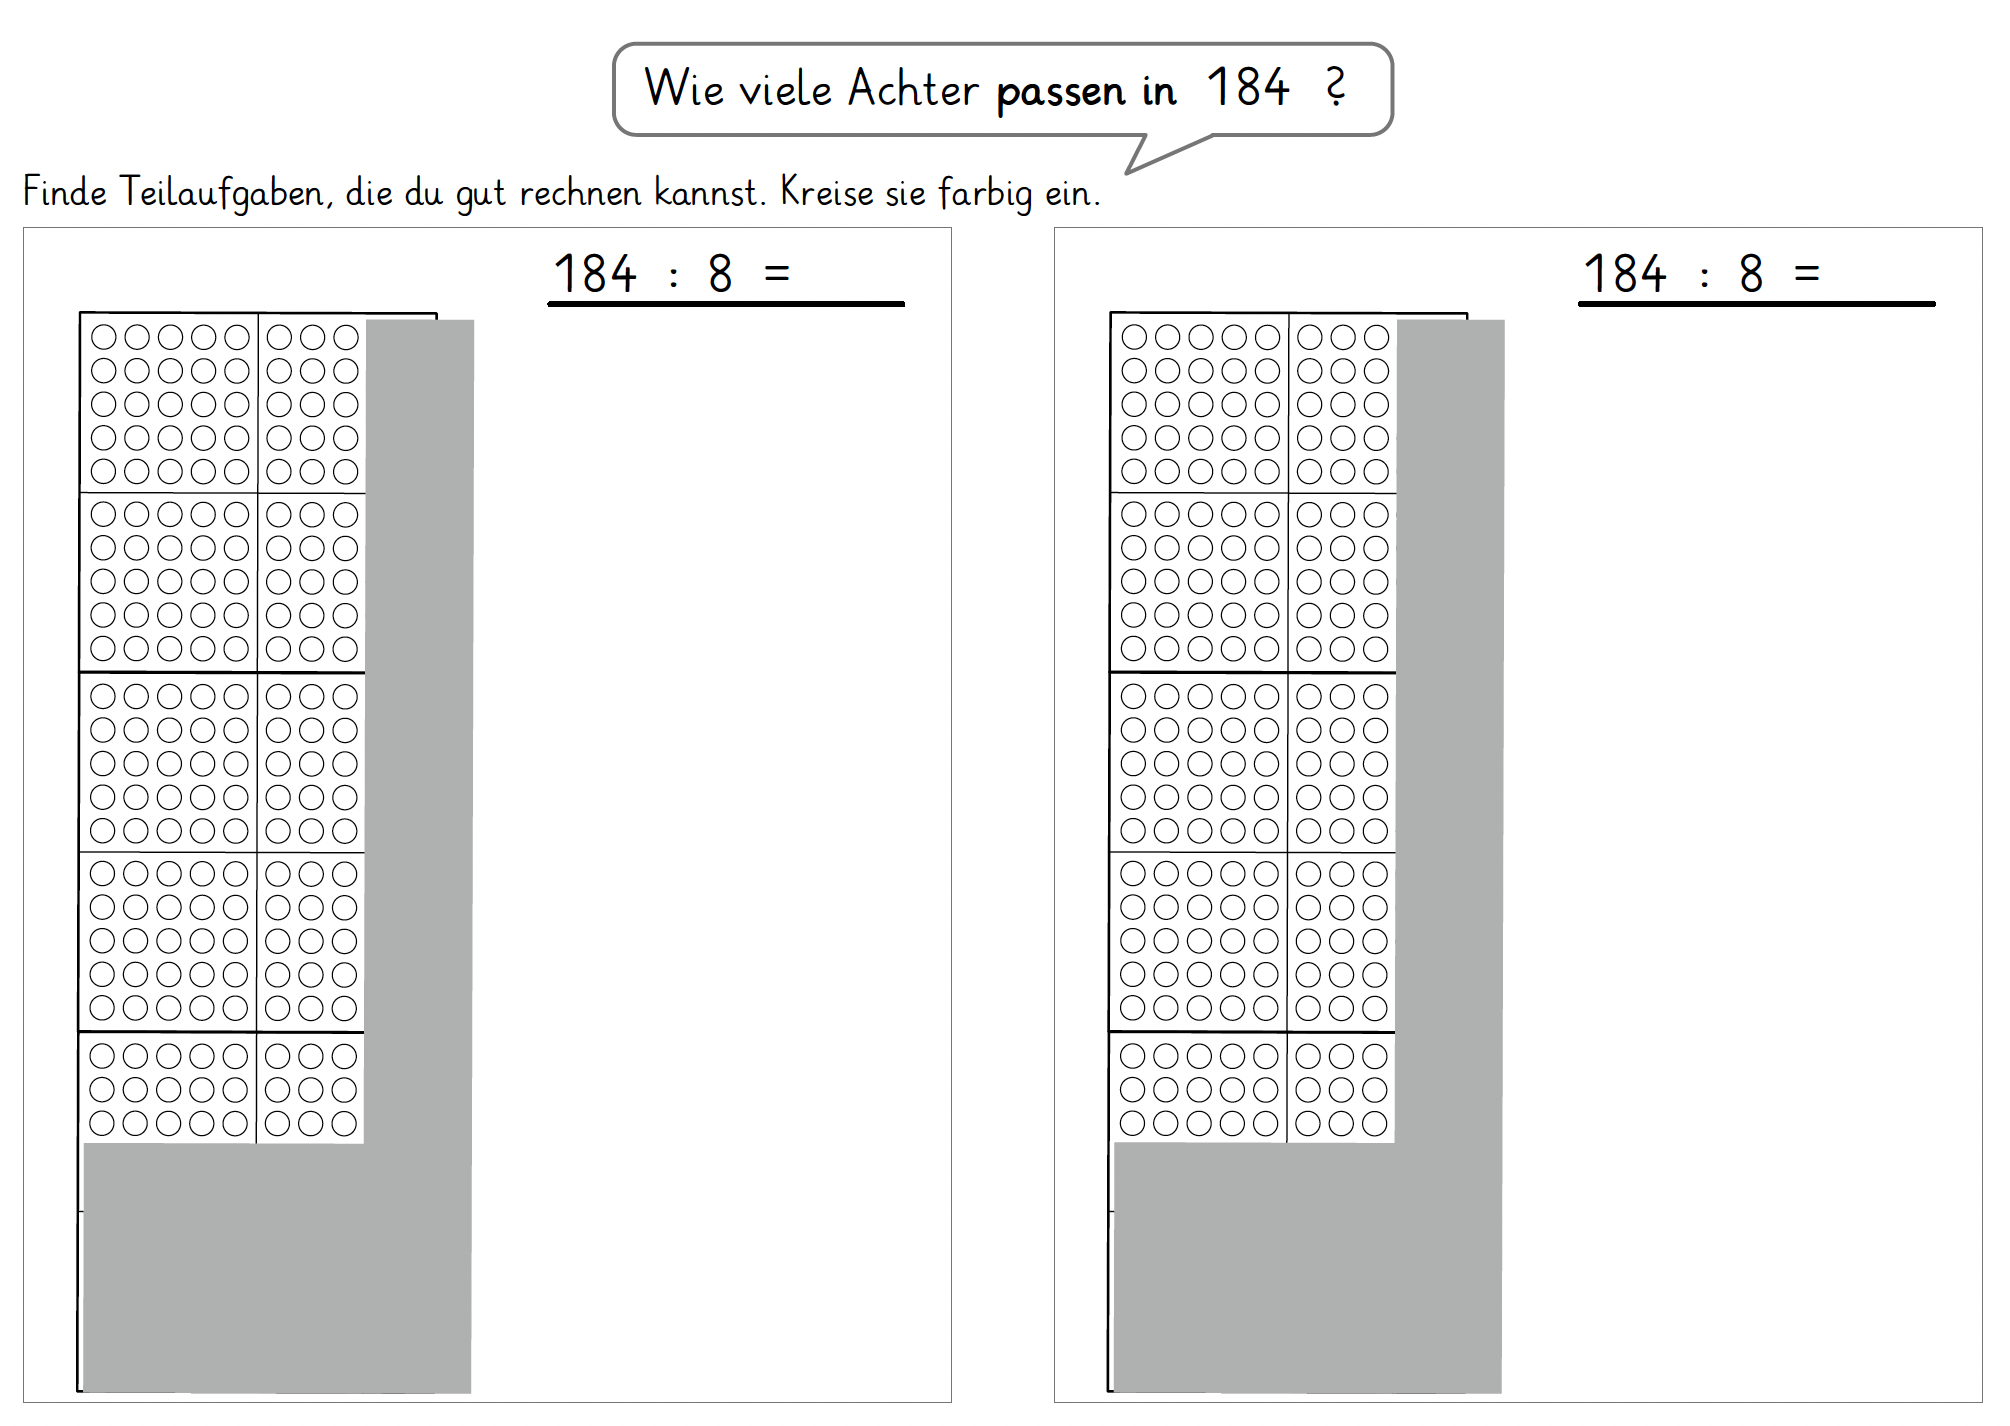 Wie viele Achter passen in 184 ?
Finde Teilaufgaben, die du gut rechnen kannst. Kreise sie farbig ein.
184 : 8 =
184 : 8 =